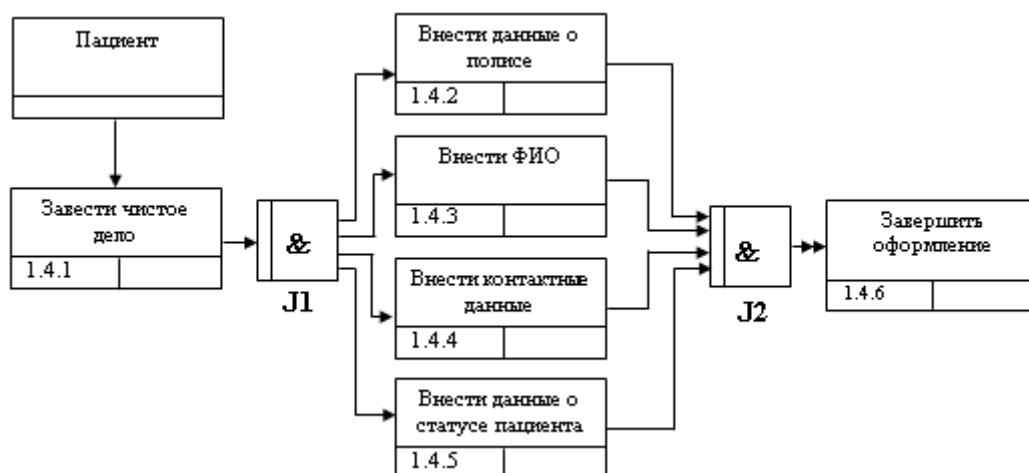 Пациент
Завести чистое
дело
1.4.1
&
J1
Внести данные о
полисе
1.4.2
Внести ФИО
1.4.3
Внести контактные
данные
1.4.4
Внести данные о
статусе пациента
1.4.5
&
J2
Завершить
оформление
1.4.6